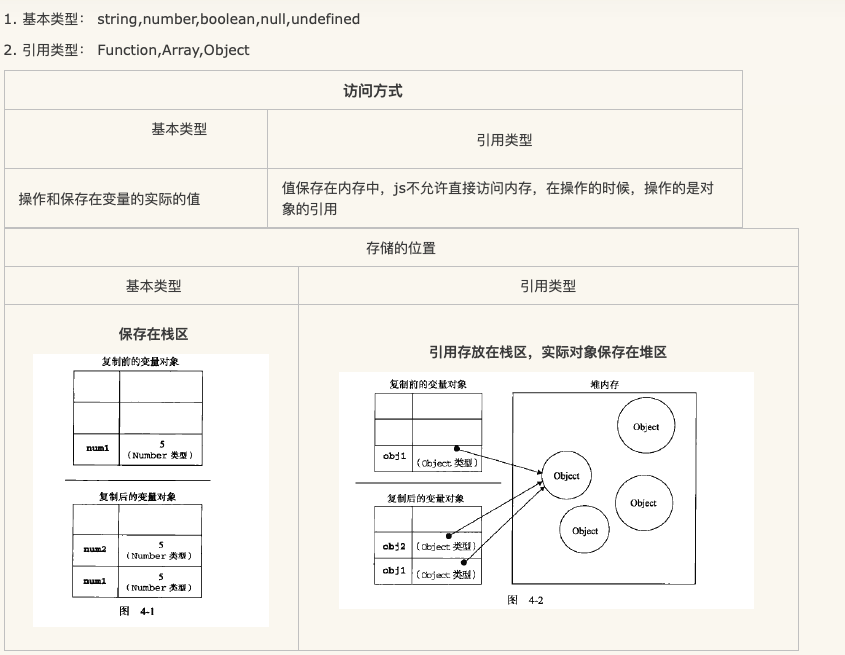 1. 基本类型： string,number,boolean,null,undefined
2. 引用类型： Function,Array,Object
访问方式
基本类型
引用类型
操作和保存在变量的实际的值
值保存在内存中，js不允许直接访问内存，在操作的时候，操作的是对
象的引用
存储的位置
基本类型
引用类型
保存在栈区
复制前的变量对象
num1
5
(Number 类型)
复制后的变量对象
num2
5
(Number 类型)
num1
5
(Number 类型)
图 4-1
引用存放在栈区，实际对象保存在堆区
复制前的变量对象
obj1
(Object 类型)
复制后的变量对象
obj2
(Object 类型)
obj1
(Object 类型)
堆内存
Object
Object
Object
Object
图 4-2